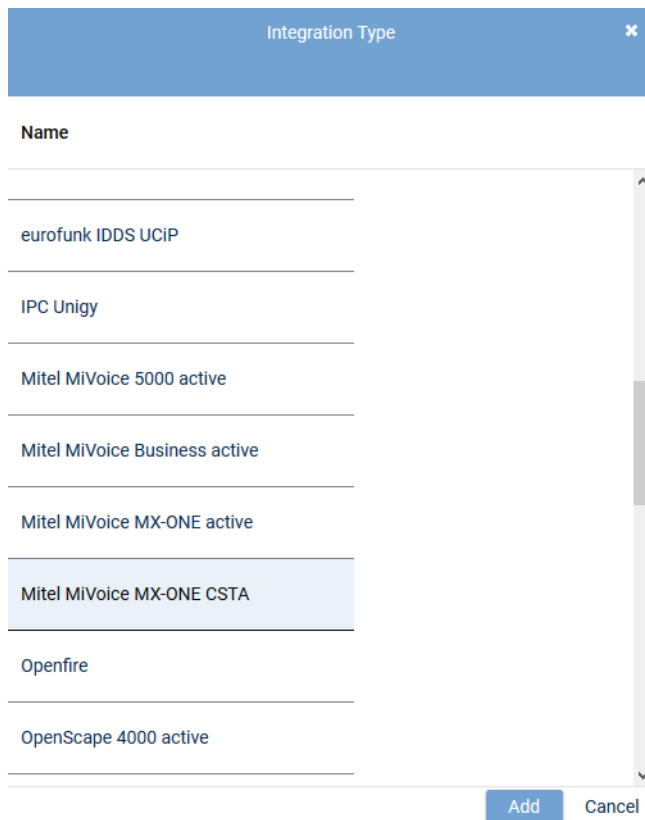 Integration Type
Name
eurofunk IDDS UCiP
IPC Unigy
Mitel MiVoice 5000 active
Mitel MiVoice Business active
Mitel MiVoice MX-ONE active
Mitel MiVoice MX-ONE CSTA
Openfire
OpenScape 4000 active
Add Cancel